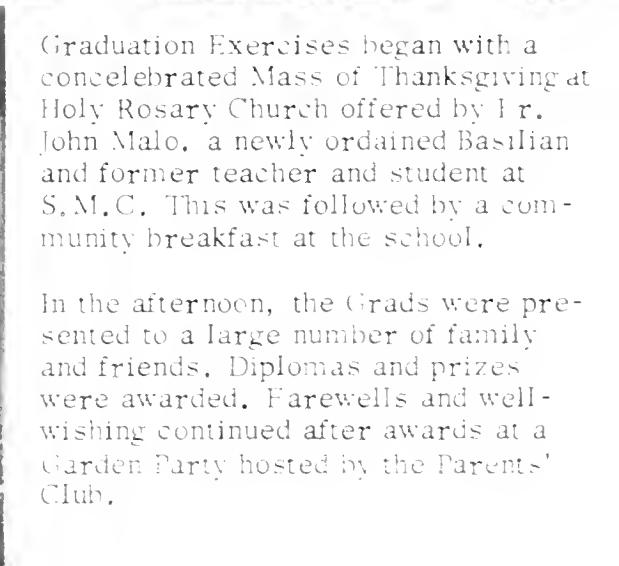 Graduation Exercises began with a
concelebrated Mass of Thanksgiving at
Holy Rosary Church offered by Fr.
John Malo, a newly ordained Basilian
and former teacher and student at
S.M.C. This was followed by a com-
munity breakfast at the school.

In the afternoon, the Grads were pre-
sented to a large number of family
and friends. Diplomas and prizes
were awarded. Farewells and well-
wishing continued after awards at a
Garden Party hosted by the Parents'
Club.